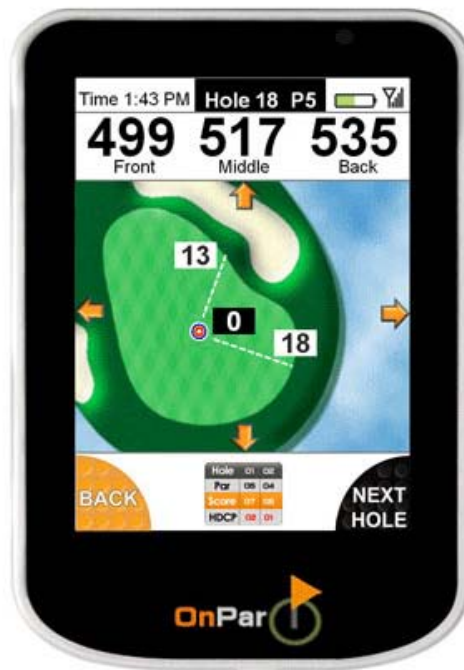 Time 1:43 PM Hole 18 P5
499 517 535
Front Middle Back
13
0
18
BACK
Hole 01 02
Par 05 04
Score 07 05
HDCP 02 01
NEXT
HOLE
OnPar